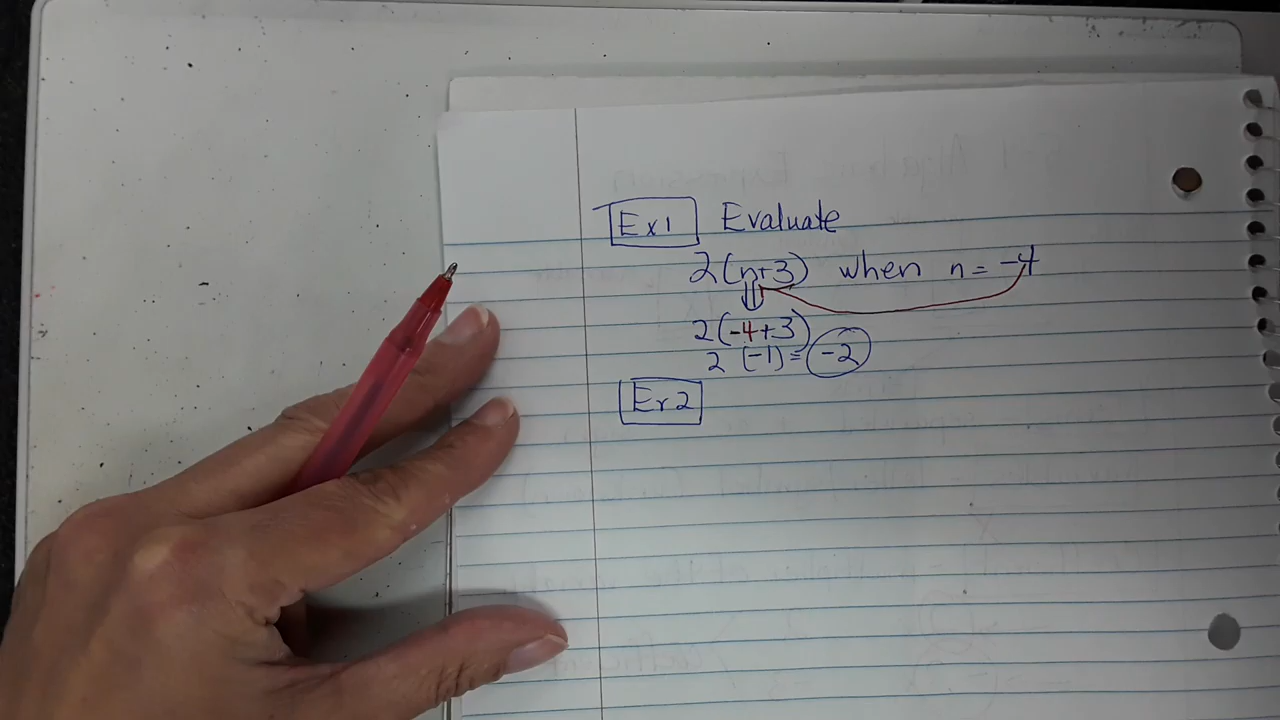 Ex1 Evaluate
2(n+3) when n = -4
2(-4+3)
2 (-1) = -2
Ex2